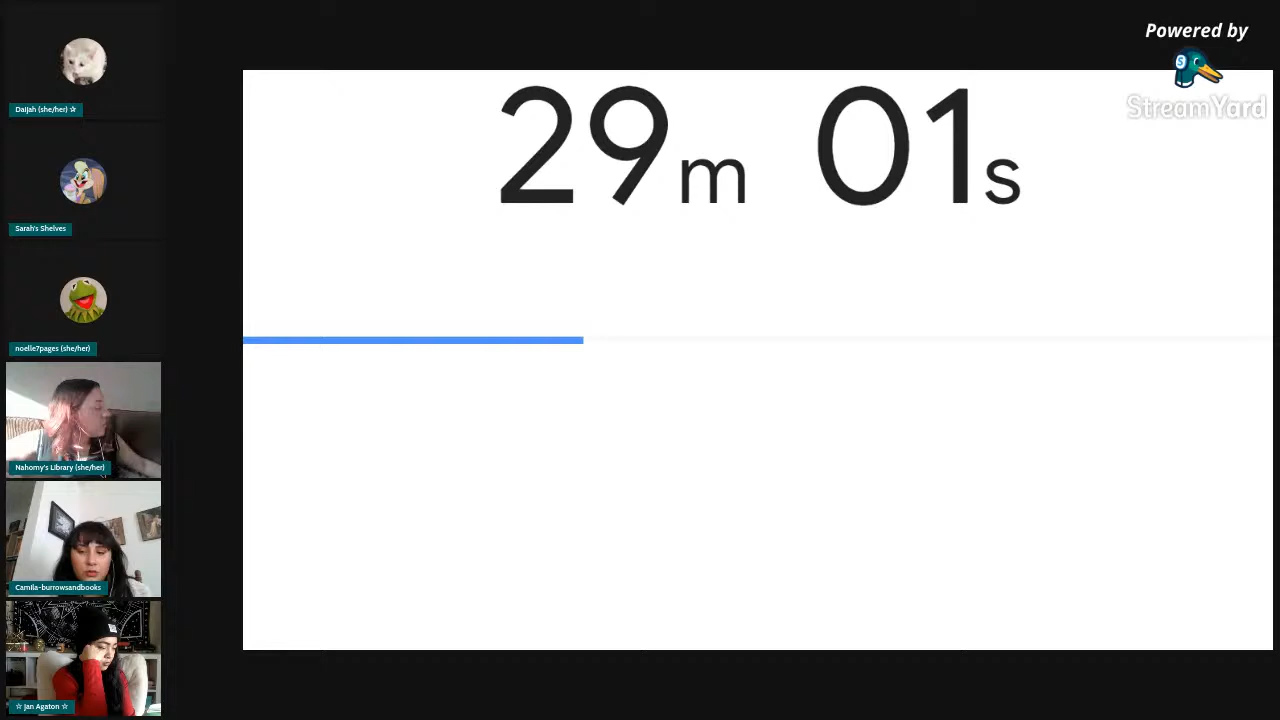 Daijah (she/her) ☆
Sarah's Shelves
noelle7pages (she/her)
Nahomy's Library (she/her)
Camila-burrowsandbooks
☆ Jan Agaton ☆
29m 01s
Powered by
S
StreamYard